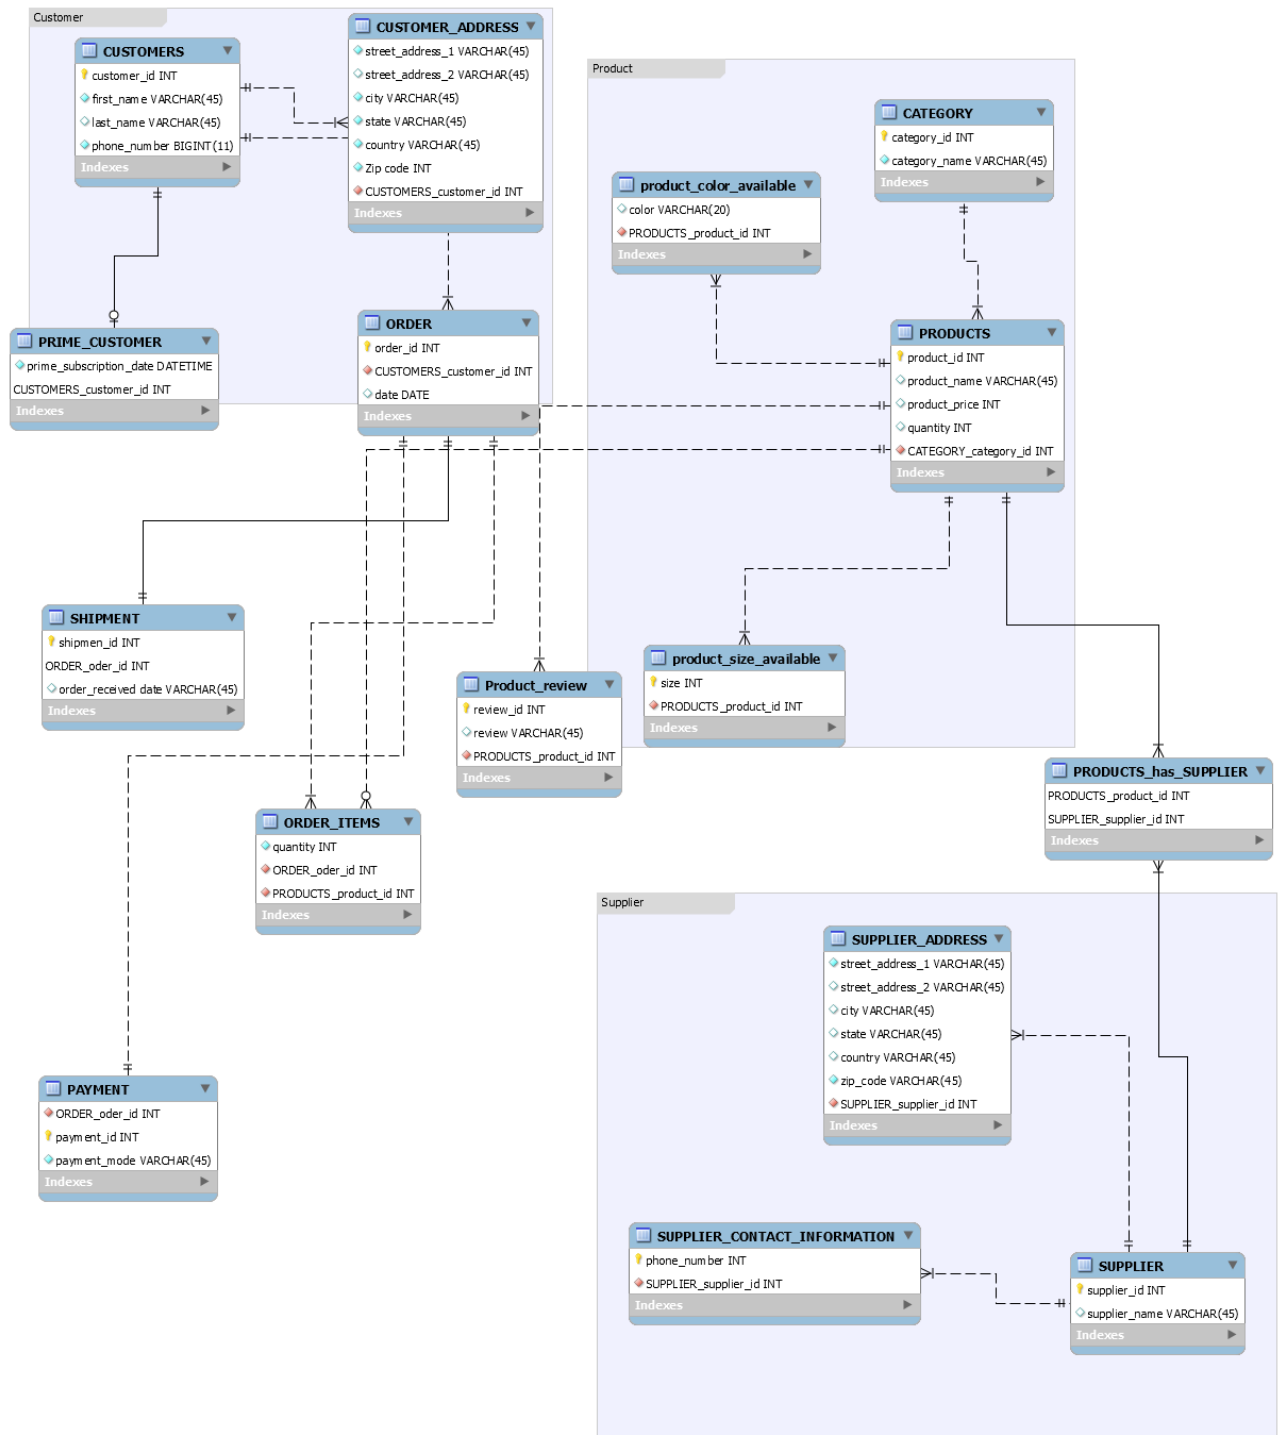 Customer
CUSTOMERS
customer_id INT
first_name VARCHAR(45)
last_name VARCHAR(45)
phone_number BIGINT(11)
Indexes
CUSTOMER_ADDRESS
street_address_1 VARCHAR(45)
street_address_2 VARCHAR(45)
city VARCHAR(45)
state VARCHAR(45)
country VARCHAR(45)
Zip code INT
CUSTOMERS_customer_id INT
Indexes
PRIME_CUSTOMER
prime_subscription_date DATETIME
CUSTOMERS_customer_id INT
Indexes
ORDER
order_id INT
CUSTOMERS_customer_id INT
date DATE
Indexes
Product
product_color_available
color VARCHAR(20)
PRODUCTS_product_id INT
Indexes
CATEGORY
category_id INT
category_name VARCHAR(45)
Indexes
PRODUCTS
product_id INT
product_name VARCHAR(45)
product_price INT
quantity INT
CATEGORY_category_id INT
Indexes
SHIPMENT
shipmen_id INT
ORDER_oder_id INT
order_received date VARCHAR(45)
Indexes
Product_review
review_id INT
review VARCHAR(45)
PRODUCTS_product_id INT
Indexes
product_size_available
size INT
PRODUCTS_product_id INT
Indexes
ORDER_ITEMS
quantity INT
ORDER_oder_id INT
PRODUCTS_product_id INT
Indexes
PRODUCTS_has_SUPPLIER
PRODUCTS_product_id INT
SUPPLIER_supplier_id INT
Indexes
PAYMENT
ORDER_oder_id INT
payment_id INT
payment_mode VARCHAR(45)
Indexes
Supplier
SUPPLIER_ADDRESS
street_address_1 VARCHAR(45)
street_address_2 VARCHAR(45)
city VARCHAR(45)
state VARCHAR(45)
country VARCHAR(45)
zip_code VARCHAR(45)
SUPPLIER_supplier_id INT
Indexes
SUPPLIER_CONTACT_INFORMATION
phone_number INT
SUPPLIER_supplier_id INT
Indexes
SUPPLIER
supplier_id INT
supplier_name VARCHAR(45)
Indexes